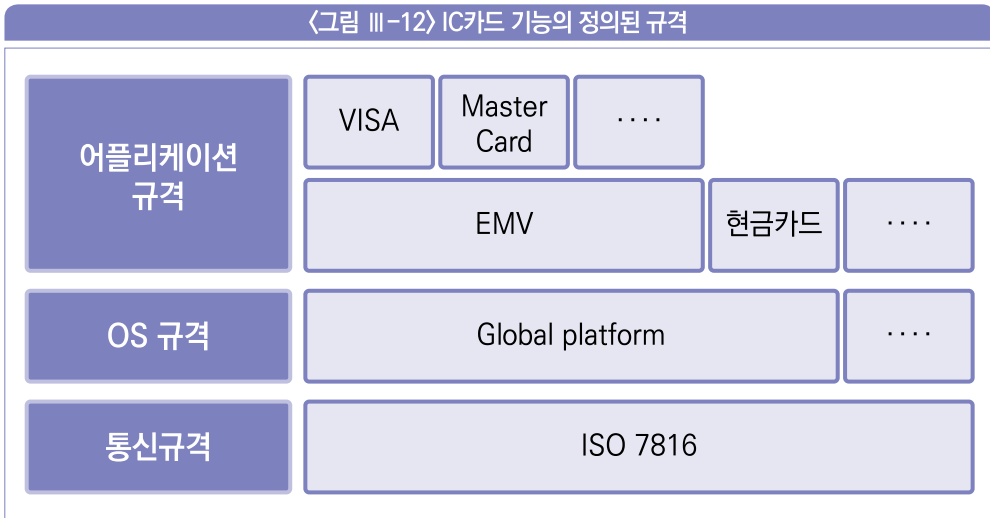 〈그림 Ⅲ-12〉 IC카드 기능의 정의된 규격
어플리케이션
규격
VISA
Master
Card
····
EMV
현금카드
····
OS 규격
Global platform
····
통신규격
ISO 7816